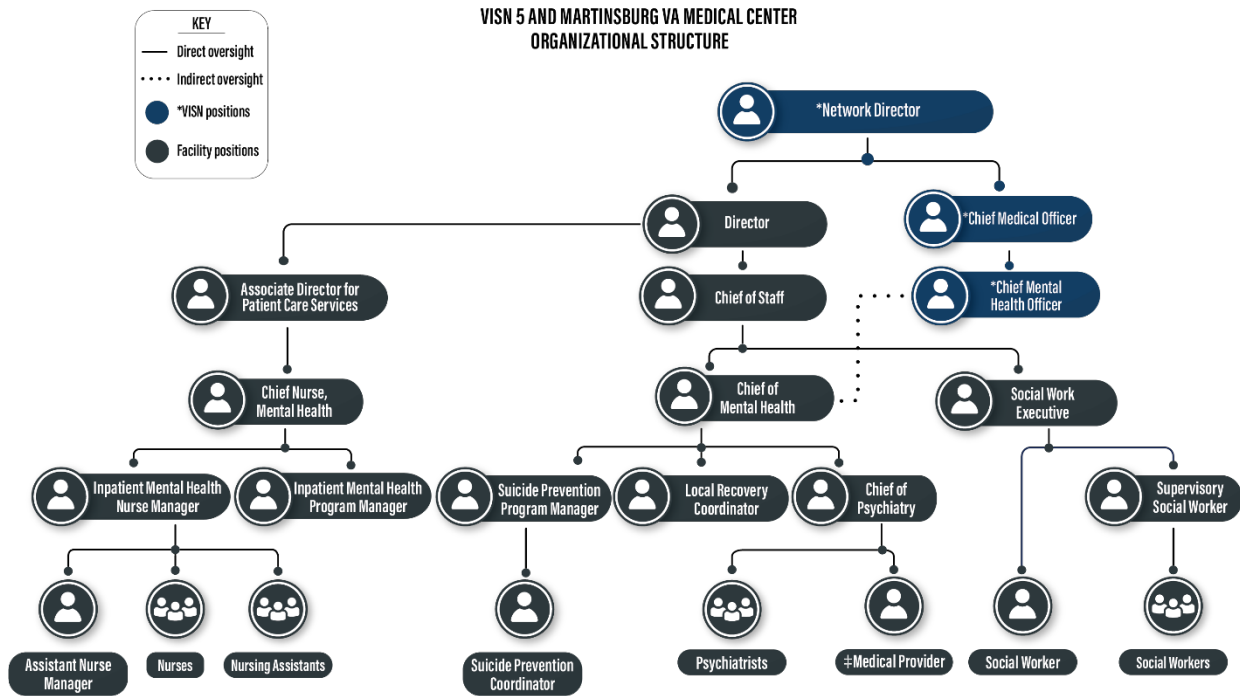 VISN 5 AND MARTINSBURG VA MEDICAL CENTER
ORGANIZATIONAL STRUCTURE
KEY
Direct oversight
Indirect oversight
*VISN positions
Facility positions
*Network Director
Director
*Chief Medical Officer
Associate Director for
Patient Care Services
Chief of Staff
*Chief Mental
Health Officer
Chief Nurse,
Mental Health
Chief of
Mental Health
Social Work
Executive
Inpatient Mental Health
Nurse Manager
Inpatient Mental Health
Program Manager
Suicide Prevention
Program Manager
Local Recovery
Coordinator
Chief of
Psychiatry
Supervisory
Social Worker
Assistant Nurse
Manager
Nurses
Nursing Assistants
Suicide Prevention
Coordinator
Psychiatrists
‡Medical Provider
Social Worker
Social Workers